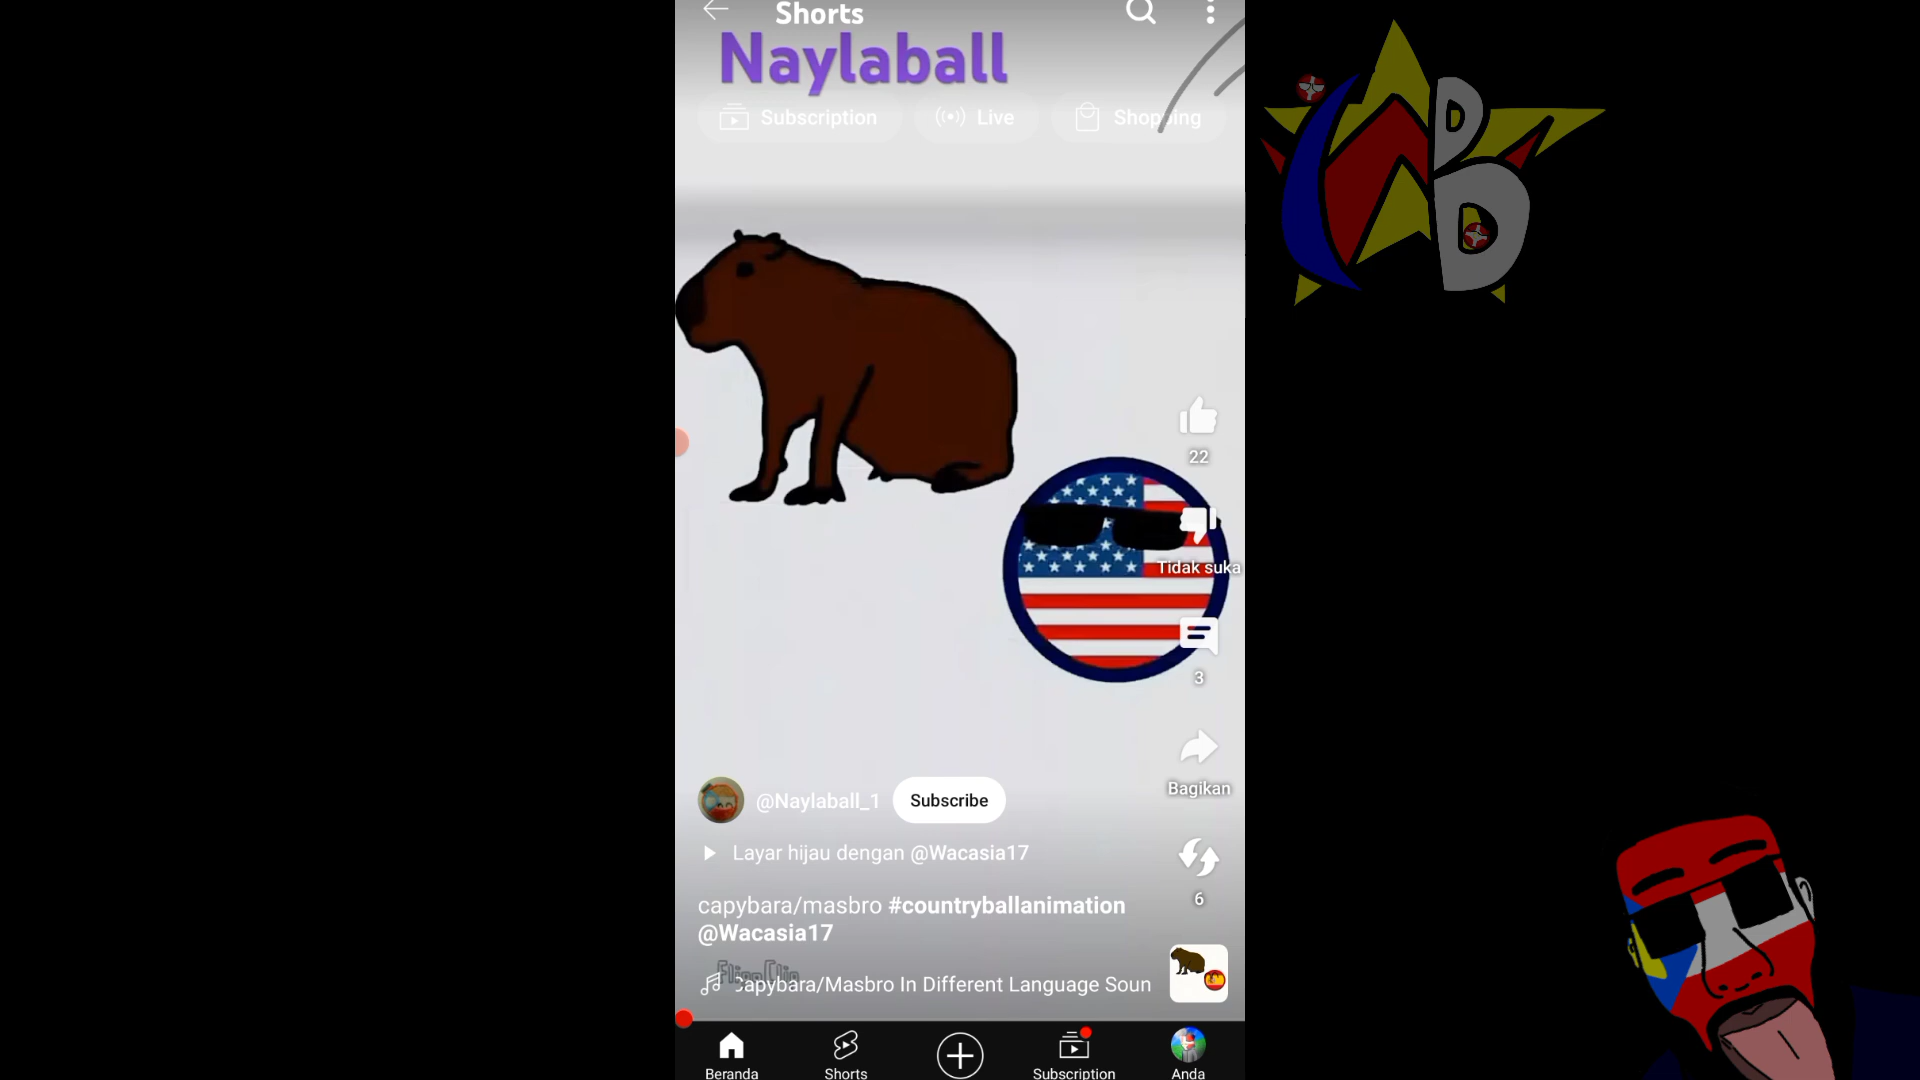 Shorts
Naylaball
Subscription
Live
Shopping
22
Tidak suka
3
Bagikan
6
@Naylaball_1
Subscribe
Layar hijau dengan @Wacasia17
capybara/masbro #countryballanimation
@Wacasia17
FlipaClip
apybara/Masbro In Different Language Soun
Beranda
Shorts
Subscription
Anda